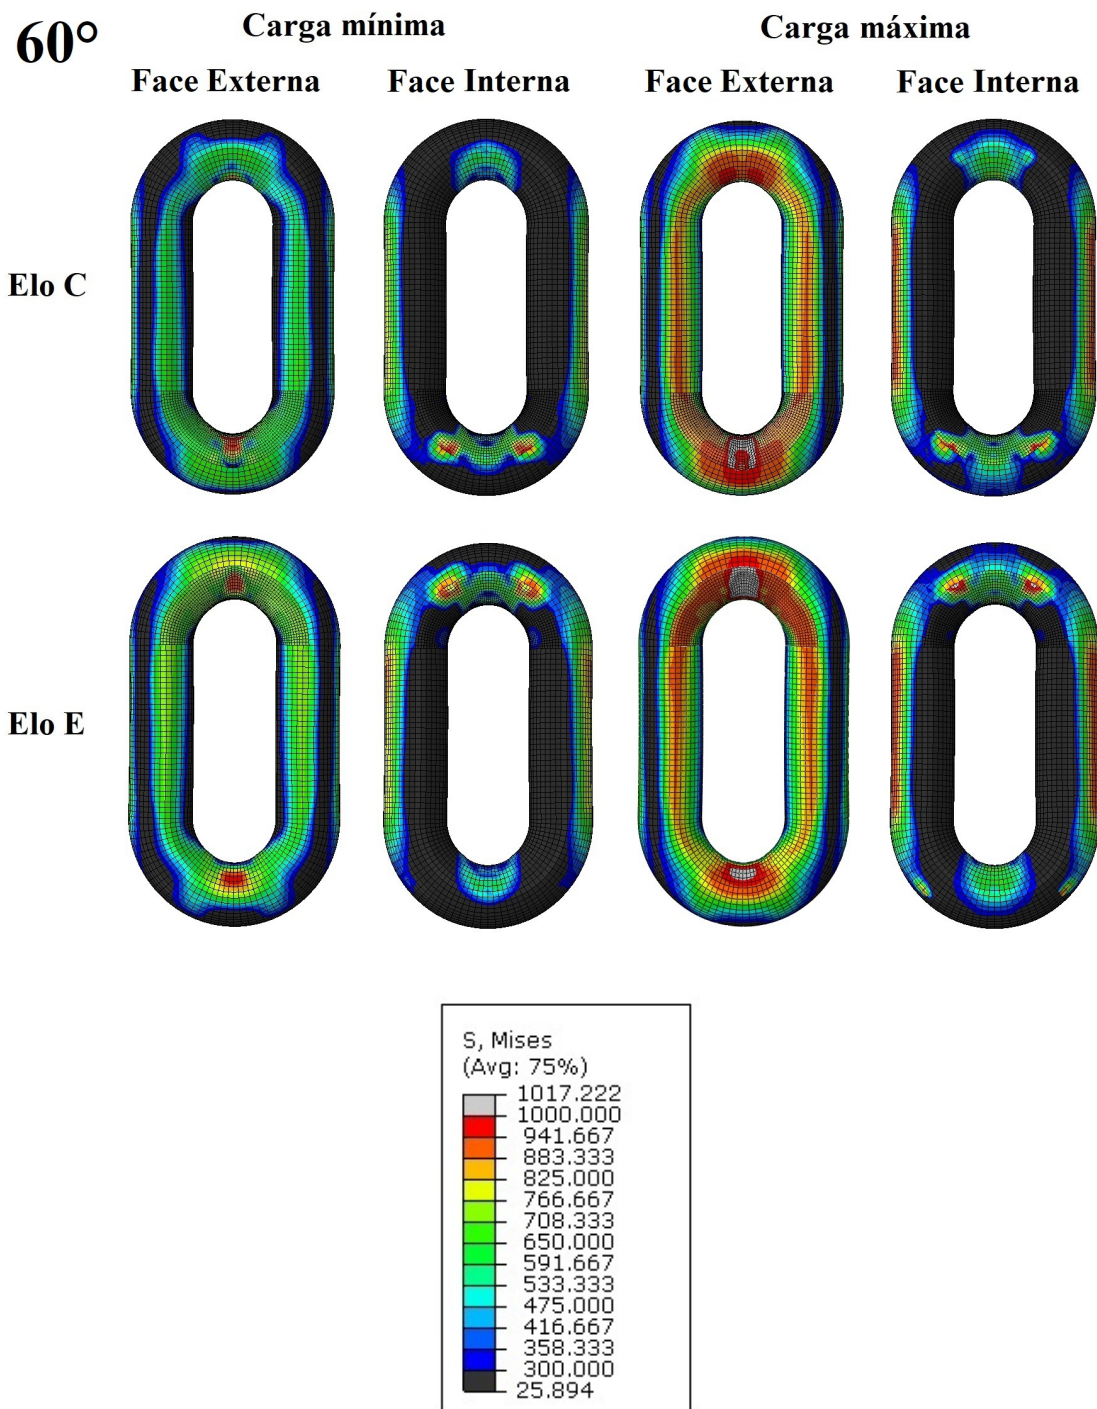 60°
Carga mínima
Carga máxima
Face Externa
Face Interna
Face Externa
Face Interna
Elo C
Elo E
S, Mises
(Avg: 75%)
1017.222
1000.000
941.667
883.333
825.000
766.667
708.333
650.000
591.667
533.333
475.000
416.667
358.333
300.000
25.894